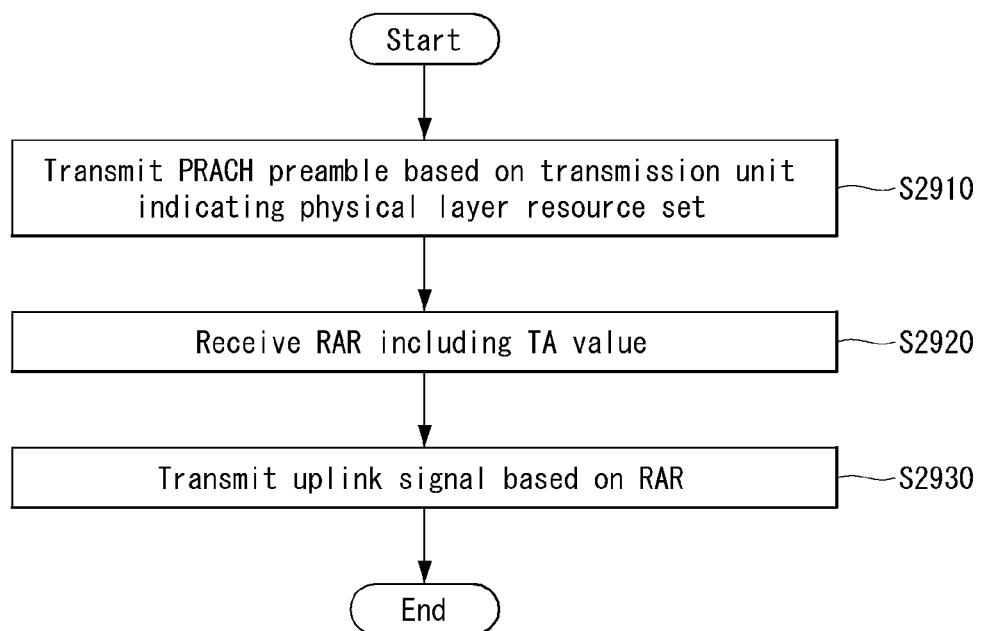 Start
Transmit PRACH preamble based on transmission unit
indicating physical layer resource set
S2910
Receive RAR including TA value
S2920
Transmit uplink signal based on RAR
S2930
End